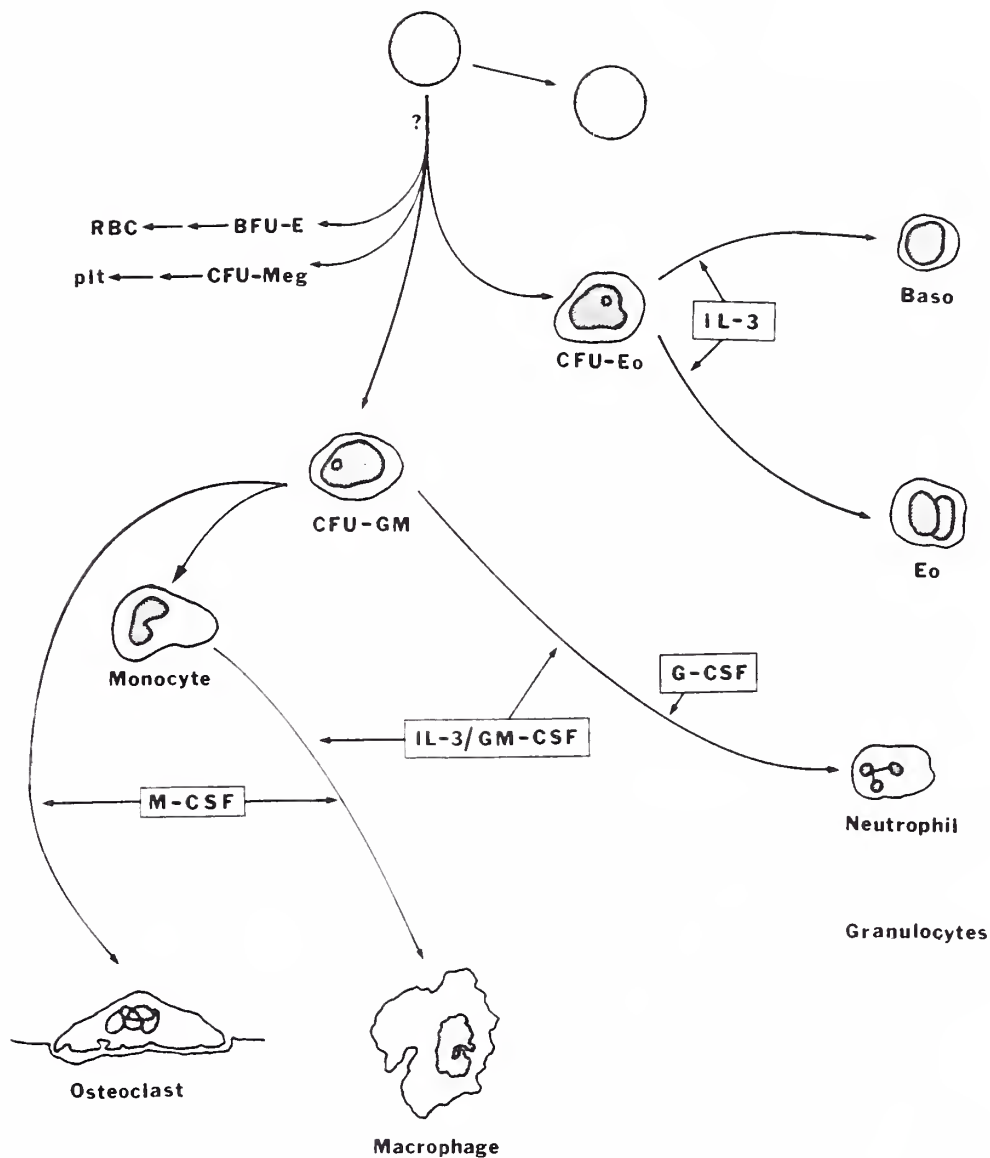 ?
RBC
BFU-E
plt
CFU-Meg
Baso
IL-3
CFU-Eo
CFU-GM
Eo
Monocyte
G-CSF
IL-3/GM-CSF
M-CSF
Neutrophil
Granulocytes
Osteoclast
Macrophage